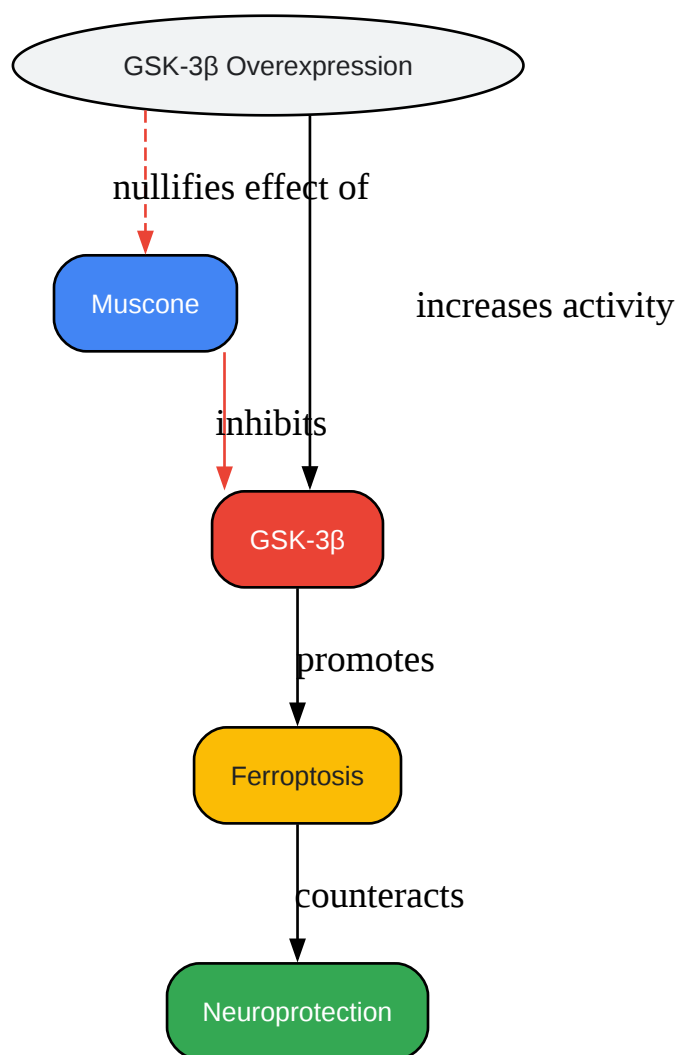 GSK-3β Overexpression
nullifies effect of
Muscone
increases activity
inhibits
GSK-3β
promotes
Ferroptosis
counteracts
Neuroprotection